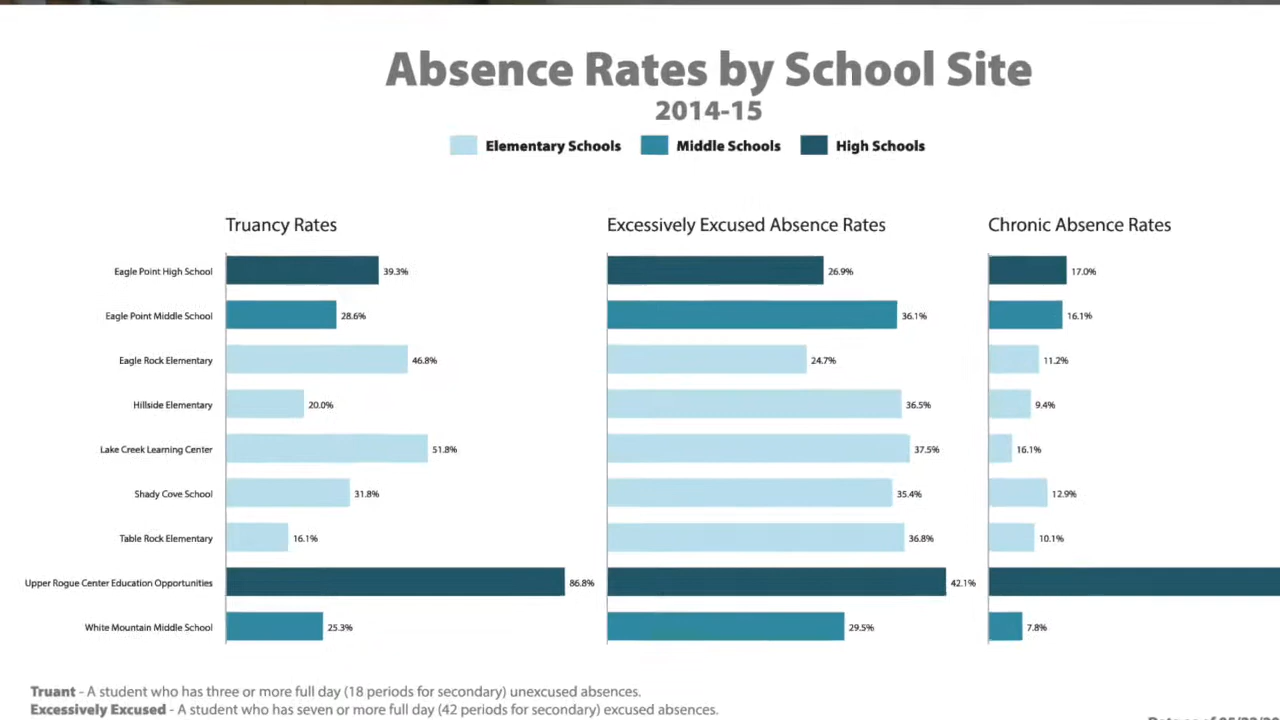 Absence Rates by School Site
2014-15
Elementary Schools Middle Schools High Schools
Truancy Rates Excessively Excused Absence Rates Chronic Absence Rates
Eagle Point High School 39.3% 26.9% 17.0%
Eagle Point Middle School 28.6% 36.1% 16.1%
Eagle Rock Elementary 46.8% 24.7% 11.2%
Hillside Elementary 20.0% 36.5% 9.4%
Lake Creek Learning Center 51.8% 37.5% 16.1%
Shady Cove School 31.8% 35.4% 12.9%
Table Rock Elementary 16.1% 36.8% 10.1%
Upper Rogue Center Education Opportunities 86.8% 42.1%
White Mountain Middle School 25.3% 29.5% 7.8%
Truant - A student who has three or more full day (18 periods for secondary) unexcused absences.
Excessively Excused - A student who has seven or more full day (42 periods for secondary) excused absences.